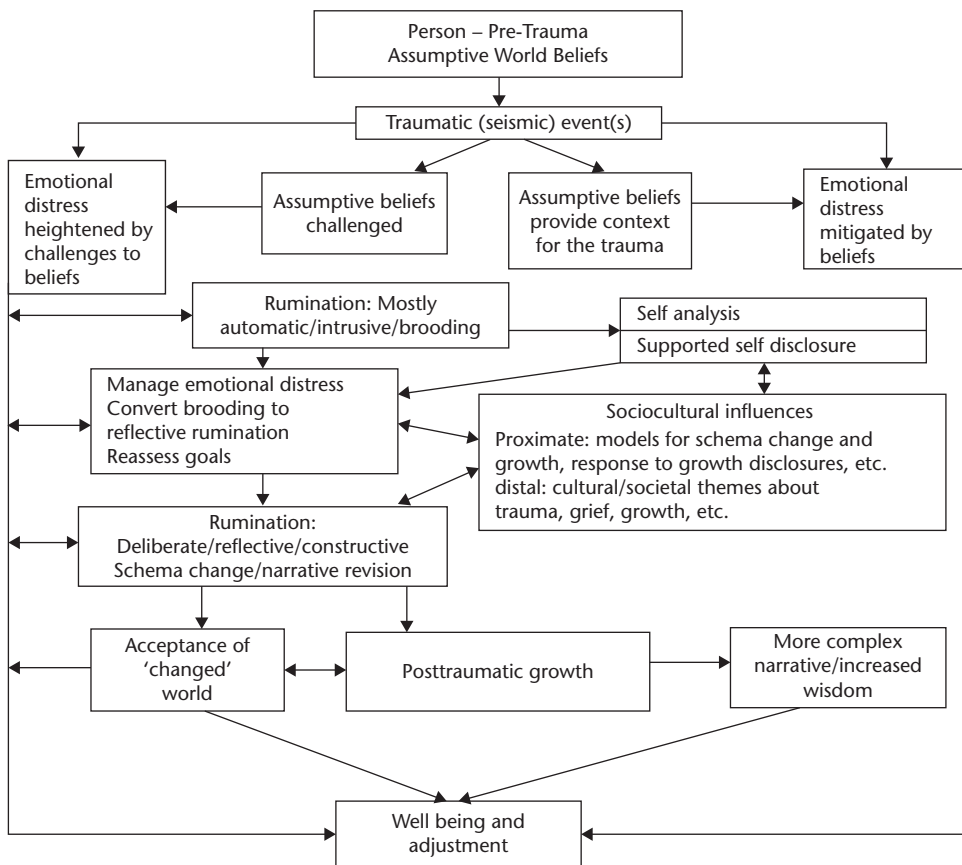 Person – Pre-Trauma
Assumptive World Beliefs
Traumatic (seismic) event(s)
Emotional
distress
heightened by
challenges to
beliefs
Assumptive beliefs
challenged
Assumptive beliefs
provide context
for the trauma
Emotional
distress
mitigated by
beliefs
Rumination: Mostly
automatic/intrusive/brooding
Self analysis
Supported self disclosure
Manage emotional distress
Convert brooding to
reflective rumination
Reassess goals
Sociocultural influences
Proximate: models for schema change and
growth, response to growth disclosures, etc.
distal: cultural/societal themes about
trauma, grief, growth, etc.
Rumination:
Deliberate/reflective/constructive
Schema change/narrative revision
Acceptance of
‘changed’
world
Posttraumatic growth
More complex
narrative/increased
wisdom
Well being and
adjustment